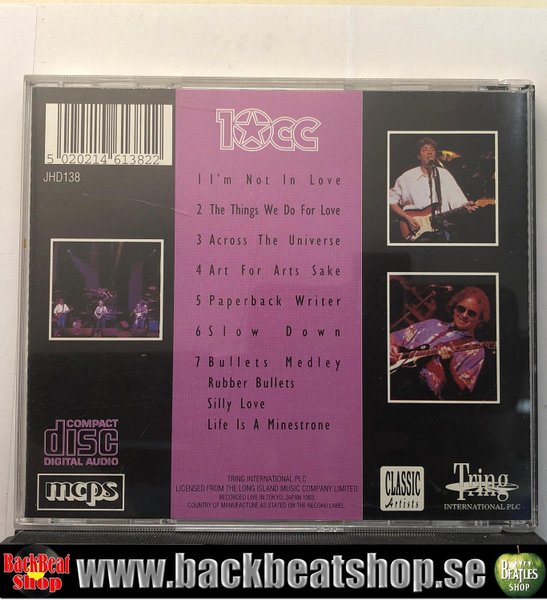 10cc
5 020214 613822
JHD138
1 I'm Not In Love
2 The Things We Do For Love
3 Across The Universe
4 Art For Arts Sake
5 Paperback Writer
6 Slow Down
7 Bullets Medley
Rubber Bullets
Silly Love
Life Is A Minestrone
COMPACT
disc
DIGITAL AUDIO
mcps
TRING INTERNATIONAL PLC
LICENSED FROM THE LONG ISLAND MUSIC COMPANY LIMITED
RECORDED LIVE IN TOKYO, JAPAN 1993.
COUNTRY OF MANUFACTURE AS STATED ON THE RECORD LABEL
CLASSIC
Artists
Tring
INTERNATIONAL PLC
BackBeat
Shop
www.backbeatshop.se
THE
BEATLES
SHOP